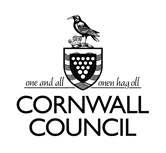 one and all onen hag oll
CORNWALL
COUNCIL